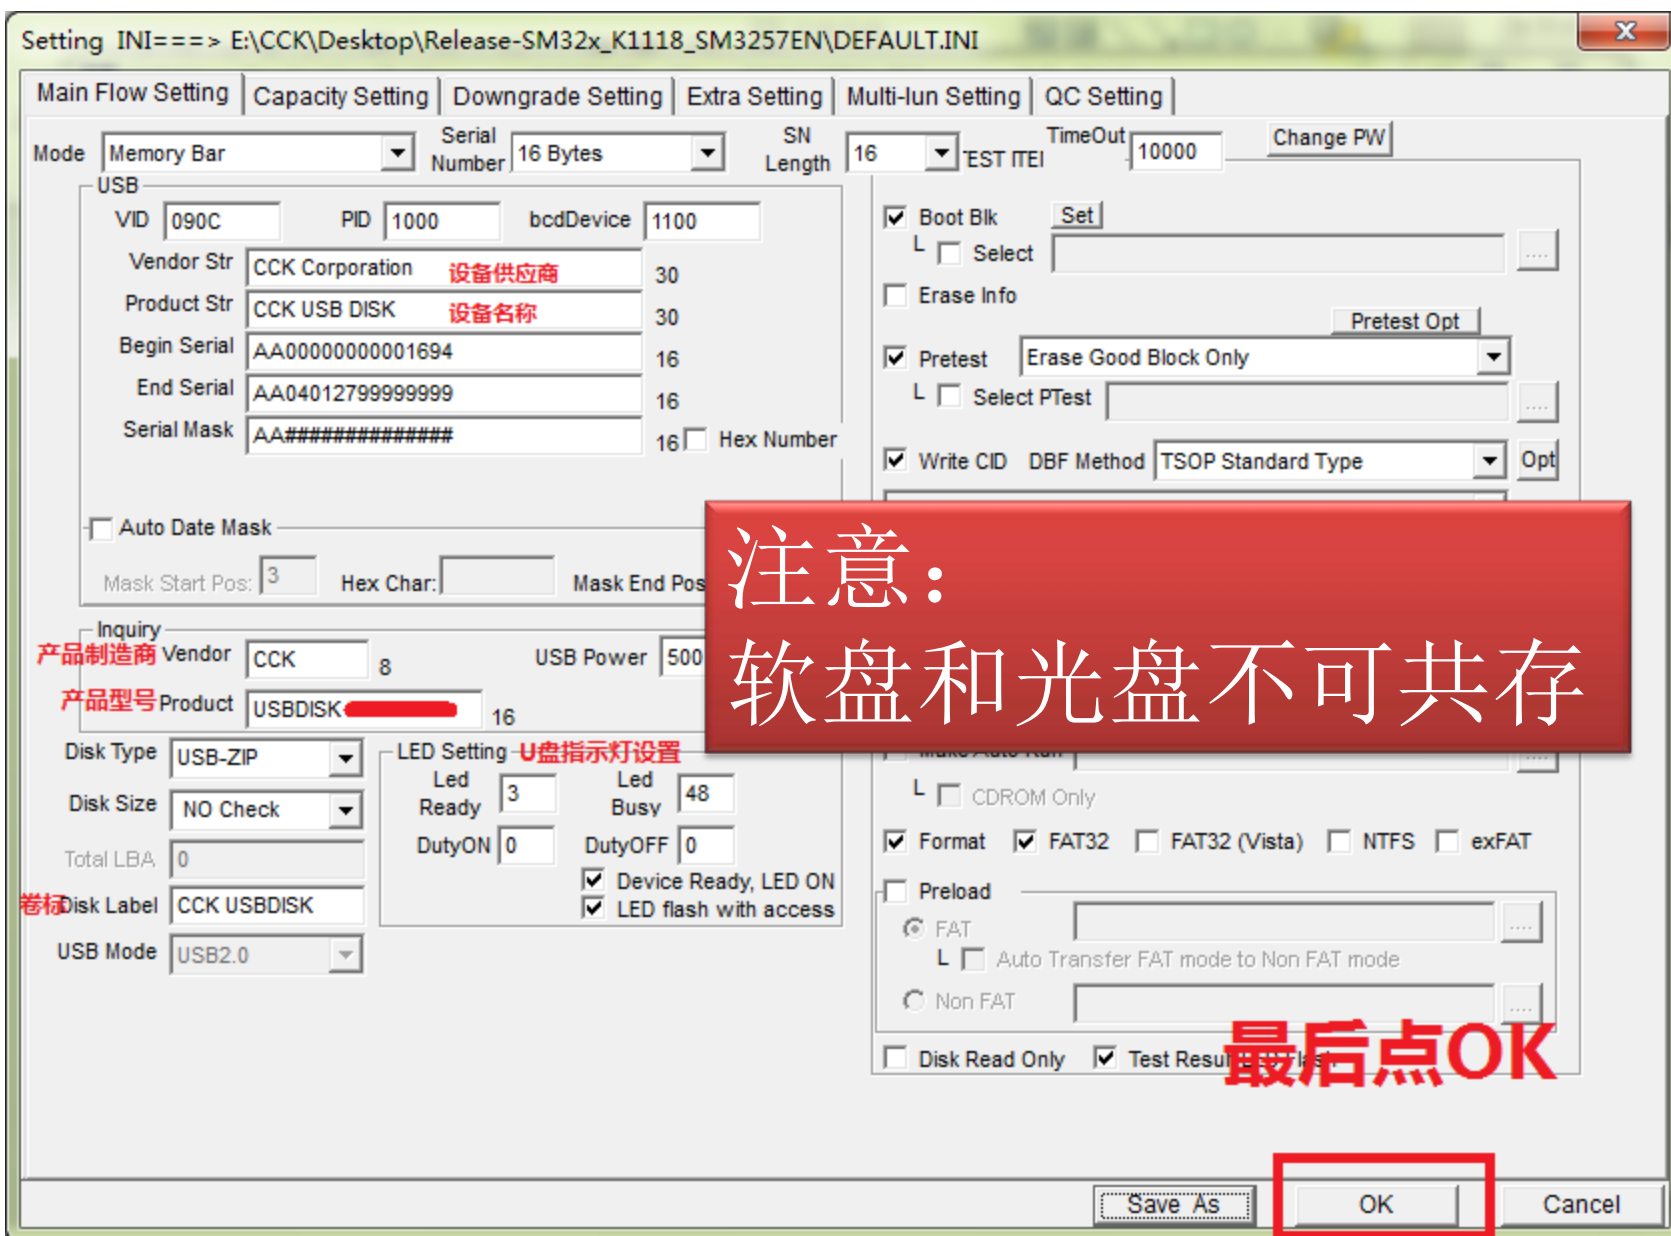 Setting INI===> E:\CCK\Desktop\Release-SM32x_K1118_SM3257EN\DEFAULT.INI
Main Flow Setting Capacity Setting Downgrade Setting Extra Setting Multi-lun Setting QC Setting
Mode Memory Bar Serial Number 16 Bytes SN Length 16 TimeOut 10000 Change PW
USB
VID 090C PID 1000 bcdDevice 1100
Vendor Str CCK Corporation 设备供应商 30
Product Str CCK USB DISK 设备名称 30
Begin Serial AA00000000001694 16
End Serial AA04012799999999 16
Serial Mask AA############## 16 Hex Number
Auto Date Mask
Mask Start Pos: 3 Hex Char: Mask End Pos
Inquiry
产品制造商 Vendor CCK 8 USB Power 500
产品型号 Product USBDISK 16
Disk Type USB-ZIP
Disk Size NO Check
Total LBA 0
卷标 Disk Label CCK USBDISK
USB Mode USB2.0
LED Setting U盘指示灯设置
Led Ready 3 Led Busy 48
DutyON 0 DutyOFF 0
Device Ready, LED ON
LED flash with access
Boot Blk Set
Select ....
Erase Info
Pretest Opt
Pretest Erase Good Block Only
Select PTest ....
Write CID DBF Method TSOP Standard Type Opt
注意：
软盘和光盘不可共存
Make Auto Run ....
CDROM Only
Format FAT32 FAT32 (Vista) NTFS exFAT
Preload
FAT ....
Auto Transfer FAT mode to Non FAT mode
Non FAT ....
Disk Read Only Test Result
最后点OK
Save As OK Cancel